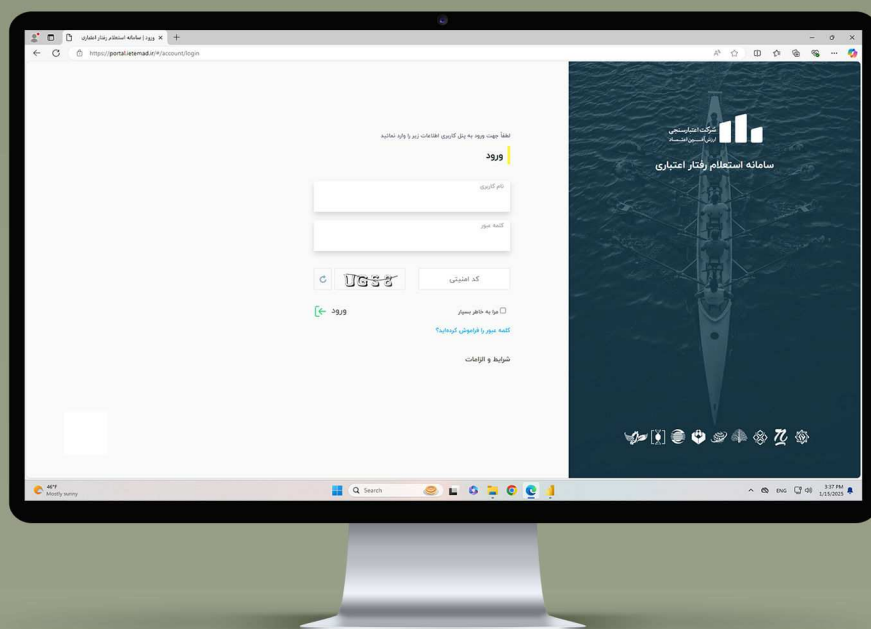 ورود | سامانه استعلام رفتار اعتباری
https://portal.ietemad.ir/#/account/login
شرکت اعتبارسنجی
سامانه استعلام رفتار اعتباری
لطفاً جهت ورود به پنل کاربری اطلاعات زیر را وارد نمائید
ورود
نام کاربری
کلمه عبور
کد امنیتی
مرا به خاطر بسپار
ورود
کلمه عبور را فراموش کرده‌اید؟
شرایط و الزامات
46°F
Mostly sunny
Search
ENG
3:37 PM
1/15/2025